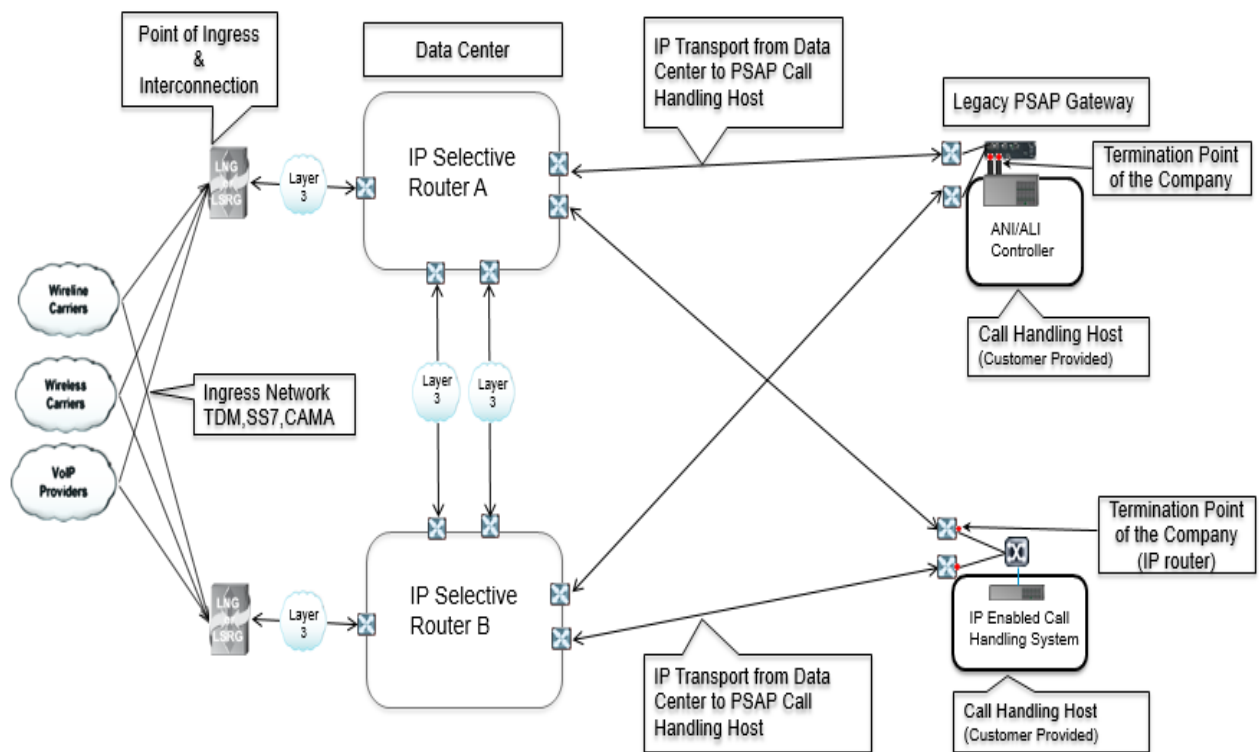 Point of Ingress
&
Interconnection
Data Center
IP Transport from Data
Center to PSAP Call
Handling Host
Legacy PSAP Gateway
LNG
LSRG
Layer
3
IP Selective
Router A
Termination Point
of the Company
ANI/ALI
Controller
Wireline
Carriers
Call Handling Host
(Customer Provided)
Wireless
Carriers
Ingress Network
TDM,SS7,CAMA
Layer
3
Layer
3
VoIP
Providers
Termination Point
of the Company
(IP router)
LNG
LSRG
Layer
3
IP Selective
Router B
IP Enabled Call
Handling System
IP Transport from Data
Center to PSAP Call
Handling Host
Call Handling Host
(Customer Provided)